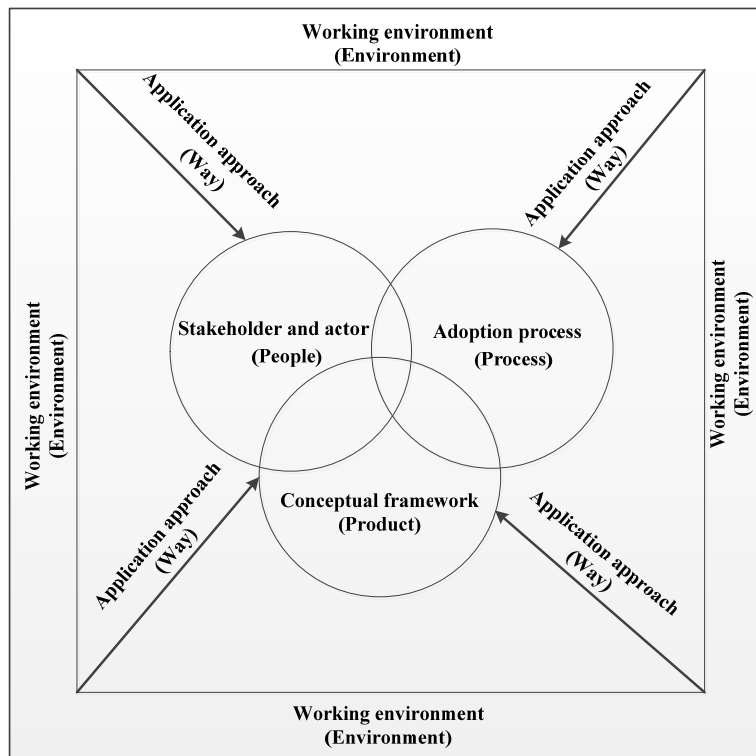 Working environment
(Environment)
Application approach
(Way)
Application approach
(Way)
Working environment
(Environment)
Stakeholder and actor
(People)
Adoption process
(Process)
Working environment
(Environment)
Conceptual framework
(Product)
Application approach
(Way)
Application approach
(Way)
Working environment
(Environment)